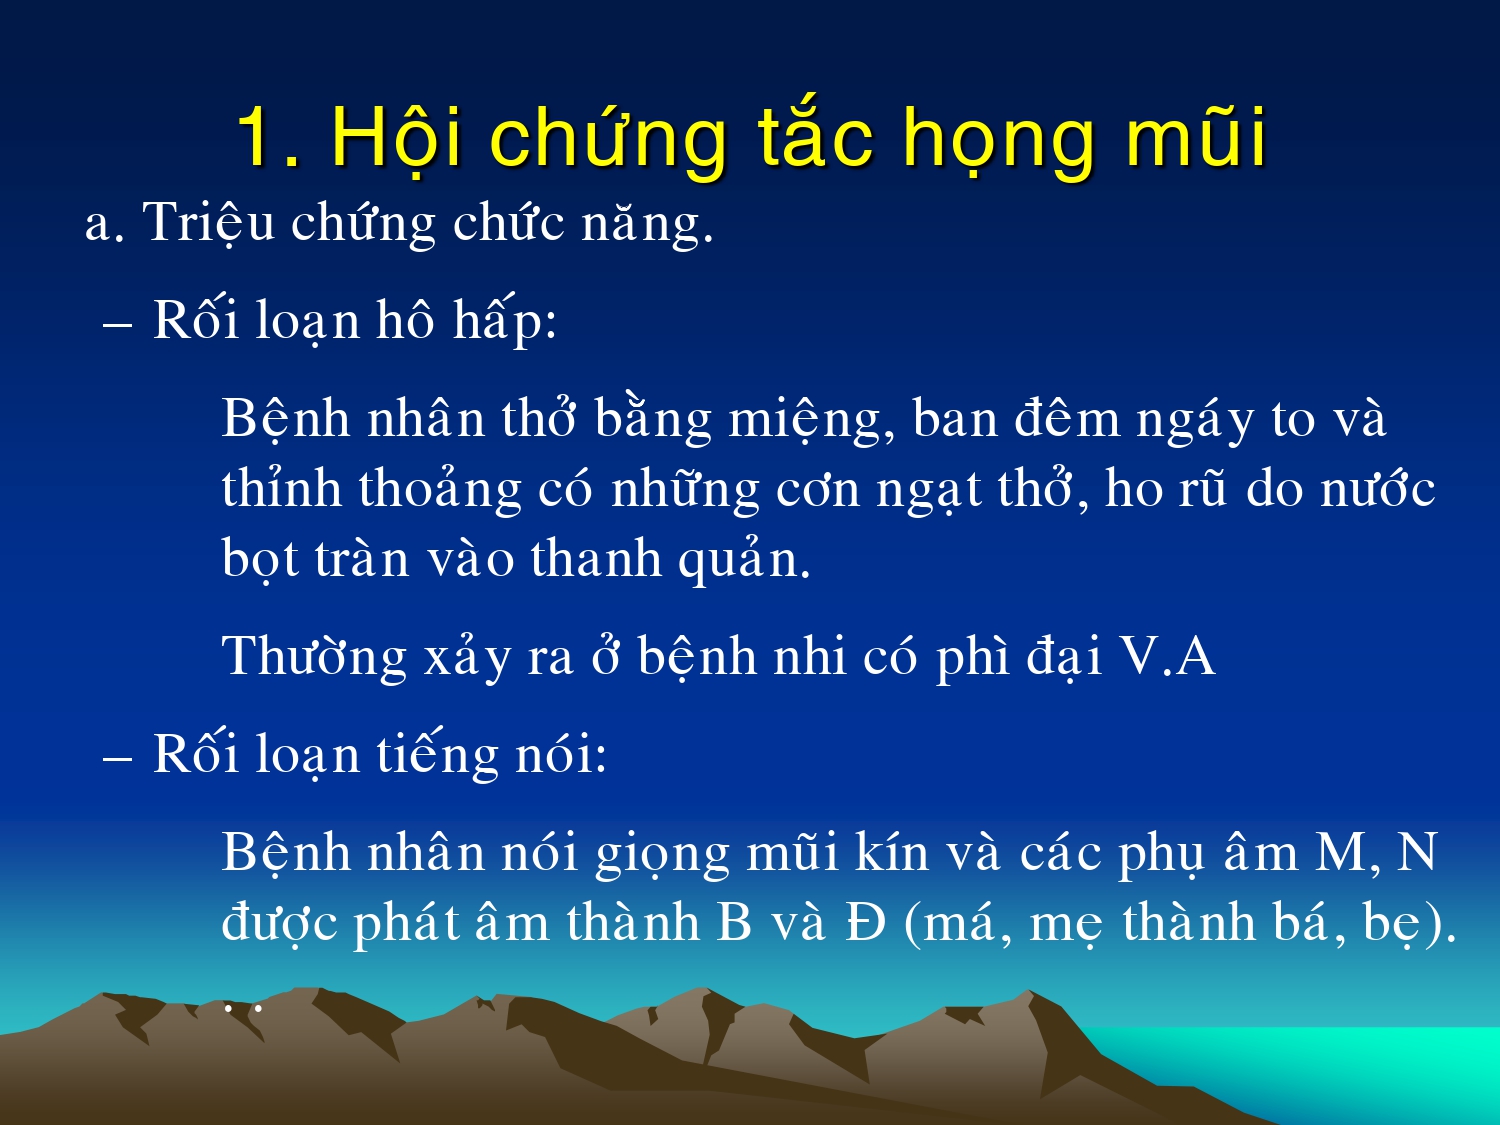 1. Hội chứng tắc họng mũi
a. Triệu chứng chức năng.
– Rối loạn hô hấp:
Bệnh nhân thở bằng miệng, ban đêm ngáy to và
thỉnh thoảng có những cơn ngạt thở, ho rũ do nước
bọt tràn vào thanh quản.
Thường xảy ra ở bệnh nhi có phì đại V.A
– Rối loạn tiếng nói:
Bệnh nhân nói giọng mũi kín và các phụ âm M, N
được phát âm thành B và Đ (má, mẹ thành bá, bẹ).
. .